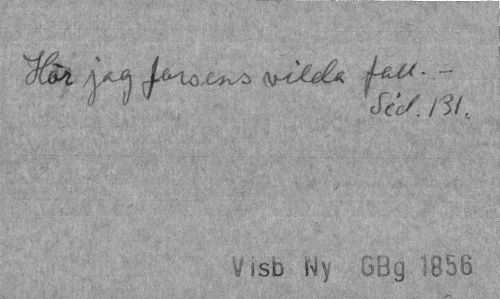 Hör jag forsens vilda fall. –
Sid. 131.
Visb Ny GBg 1856